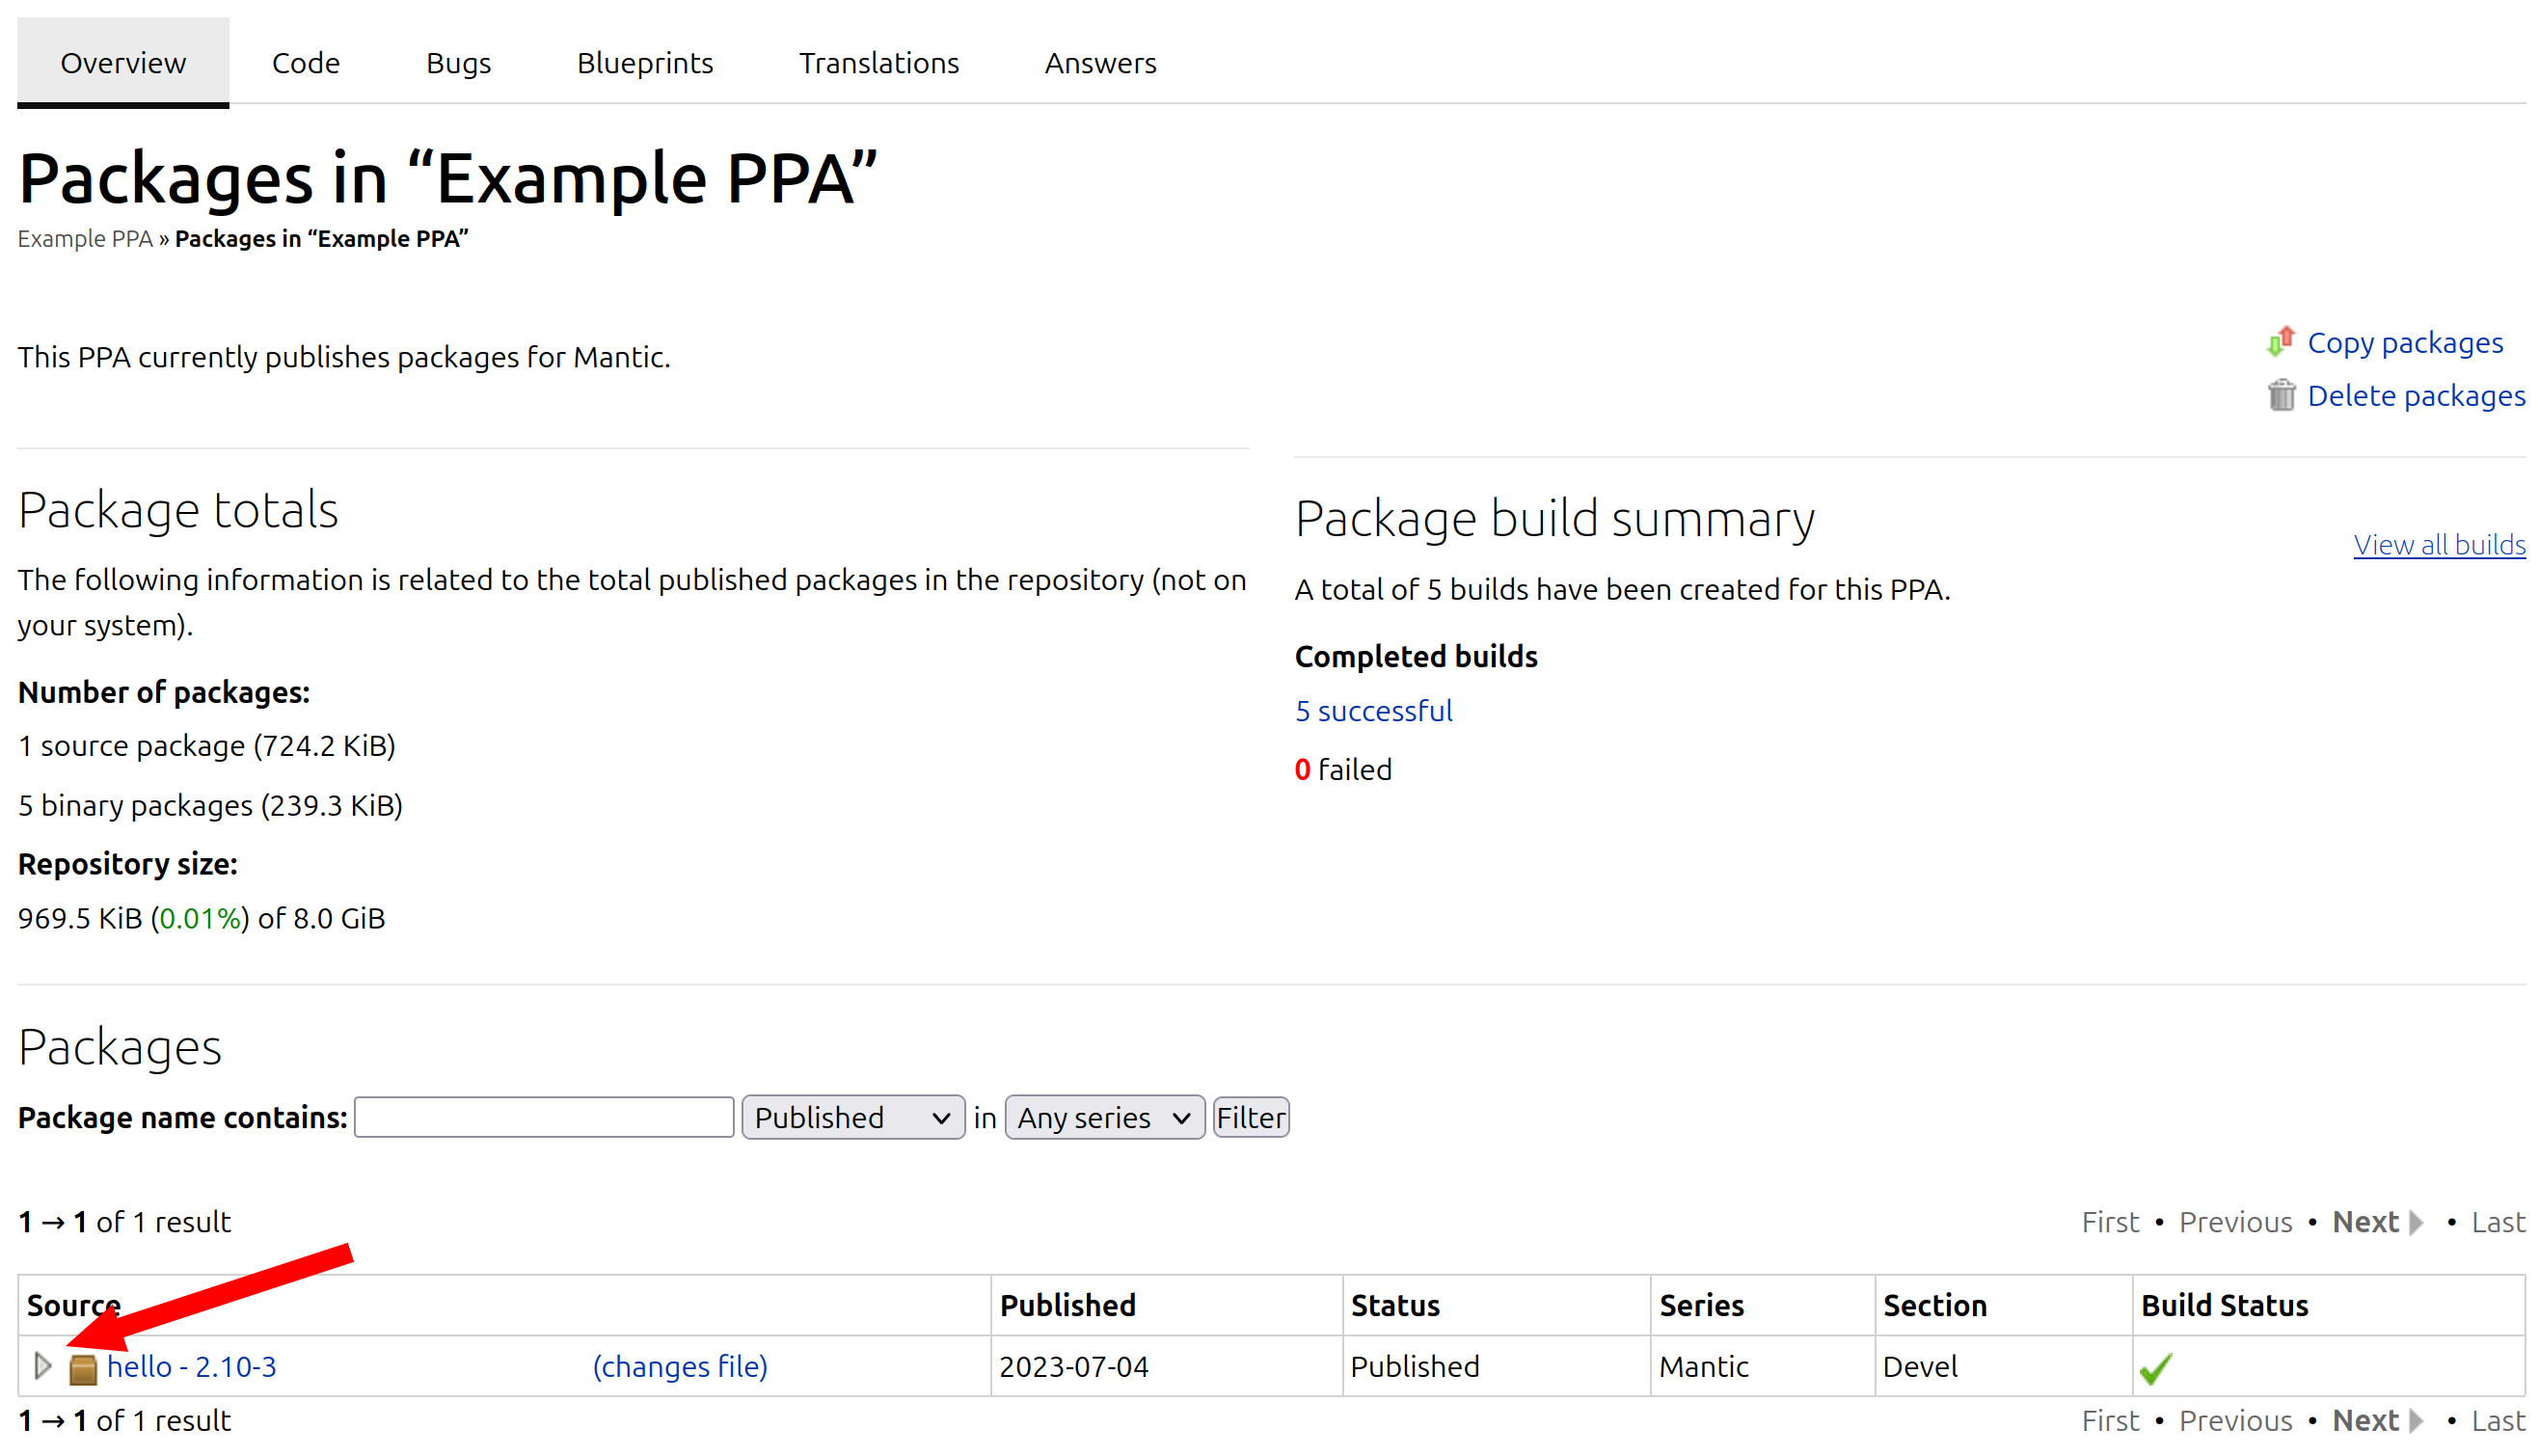 Overview Code Bugs Blueprints Translations Answers
Packages in “Example PPA”
Example PPA » Packages in “Example PPA”
This PPA currently publishes packages for Mantic.
Copy packages
Delete packages
Package totals
The following information is related to the total published packages in the repository (not on
your system).
Number of packages:
1 source package (724.2 KiB)
5 binary packages (239.3 KiB)
Repository size:
969.5 KiB (0.01%) of 8.0 GiB
Package build summary
View all builds
A total of 5 builds have been created for this PPA.
Completed builds
5 successful
0 failed
Packages
Package name contains: Published in Any series Filter
1 → 1 of 1 result First • Previous • Next • Last
Source Published Status Series Section Build Status
hello - 2.10-3 (changes file) 2023-07-04 Published Mantic Devel
1 → 1 of 1 result First • Previous • Next • Last